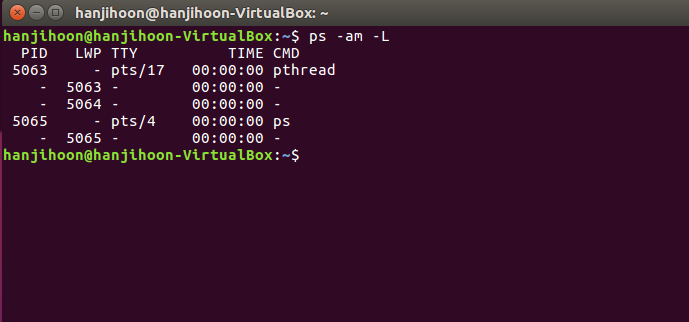 hanjihoon@hanjihoon-VirtualBox: ~
hanjihoon@hanjihoon-VirtualBox:~$ ps -am -L
  PID   LWP TTY          TIME CMD
 5063     - pts/17   00:00:00 pthread
    -  5063 -        00:00:00 -
    -  5064 -        00:00:00 -
 5065     - pts/4    00:00:00 ps
    -  5065 -        00:00:00 -
hanjihoon@hanjihoon-VirtualBox:~$